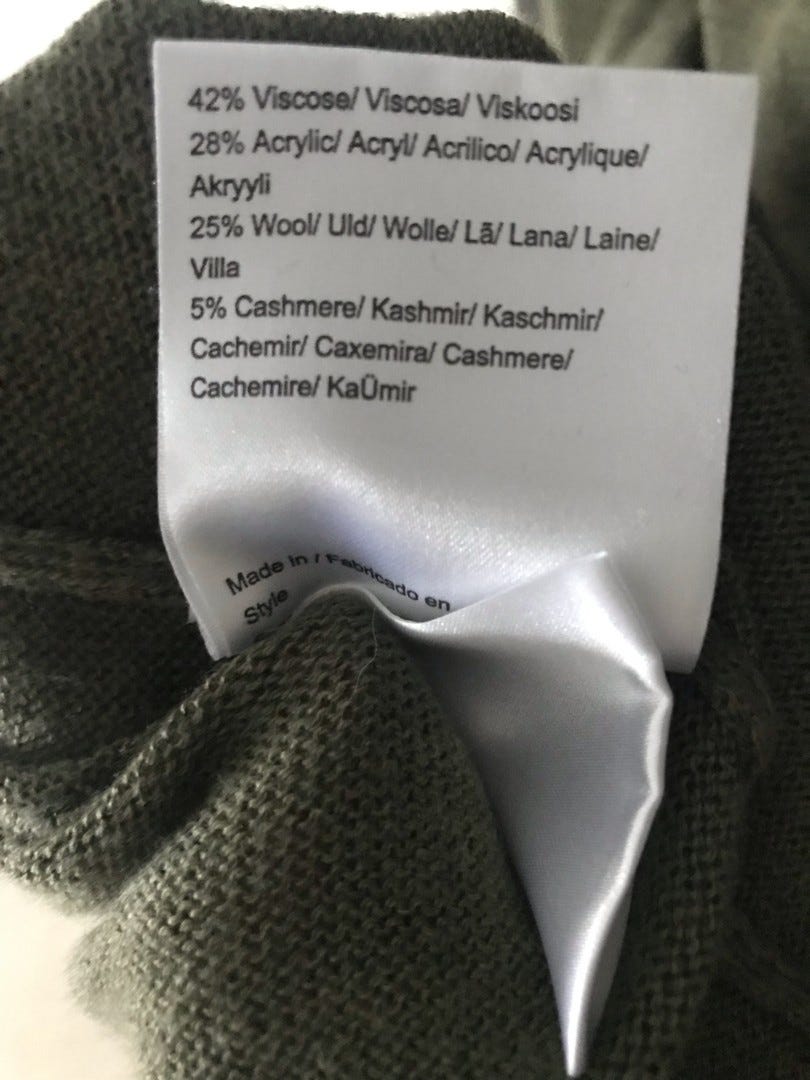 42% Viscose/ Viscosa/ Viskoosi
28% Acrylic/ Acryl/ Acrilico/ Acrylique/
Akryyli
25% Wool/ Uld/ Wolle/ Lã/ Lana/ Laine/
Villa
5% Cashmere/ Kashmir/ Kaschmir/
Cachemir/ Caxemira/ Cashmere/
Cachemire/ KaÜmir
Made in / Fabricado en
Style